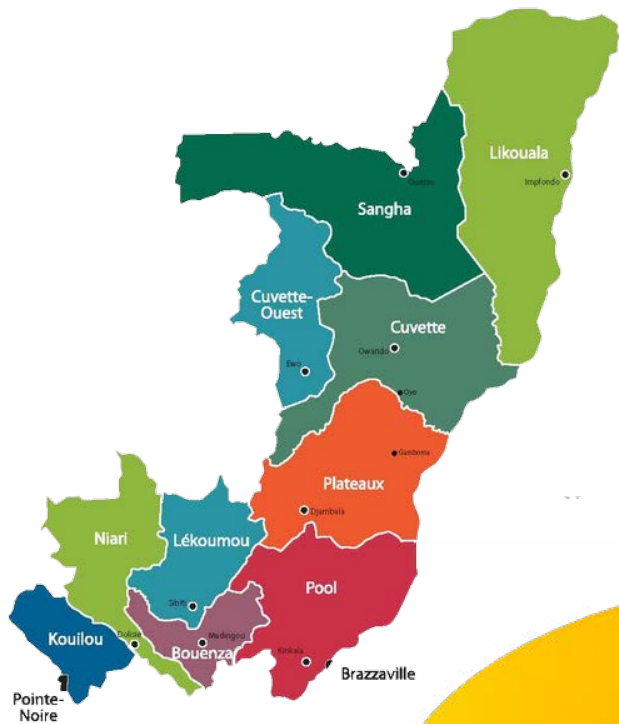 Likouala
Impfondo
Ouesso
Sangha
Cuvette-
Ouest
Cuvette
Owando
Ewo
Oyo
Gamboma
Plateaux
Djambala
Niari
Lékoumou
Pool
Sibiti
Kouilou
Dolisie
Madingou
Bouenza
Kinkala
Brazzaville
Pointe-
Noire